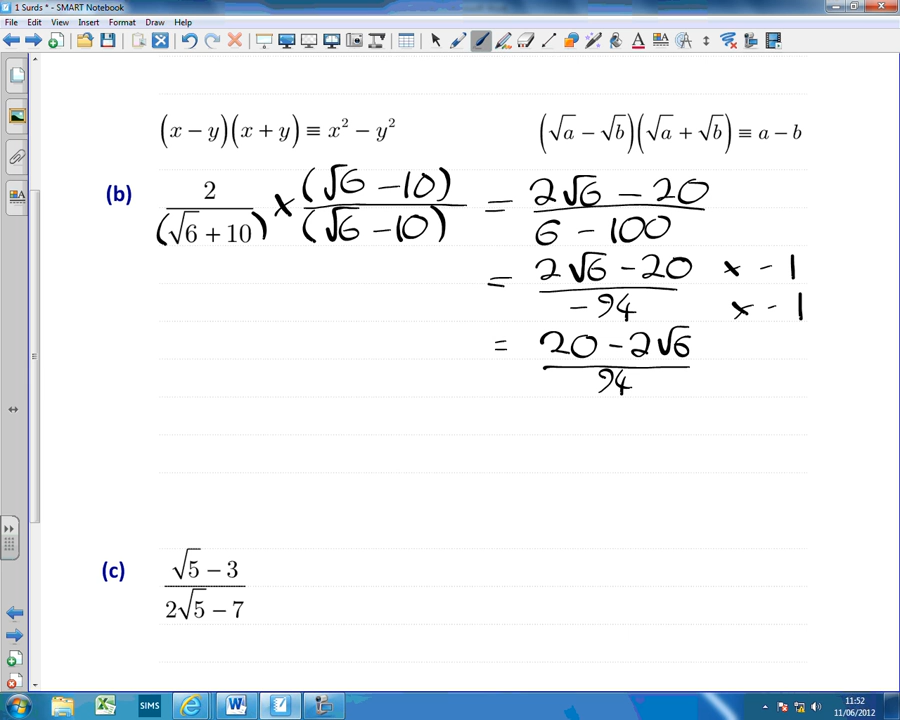 1 Surds * - SMART Notebook
File Edit View Insert Format Draw Help
(x − y)(x + y) ≡ x² − y²
(√a − √b)(√a + √b) ≡ a − b
(b) 2/(√6 + 10) × (√6 − 10)/(√6 − 10) = (2√6 − 20)/(6 − 100)
= (2√6 − 20)/(−94) × −1 / × −1
= (20 − 2√6)/94
(c) (√5 − 3)/(2√5 − 7)
SIMS
11:52
11/06/2012